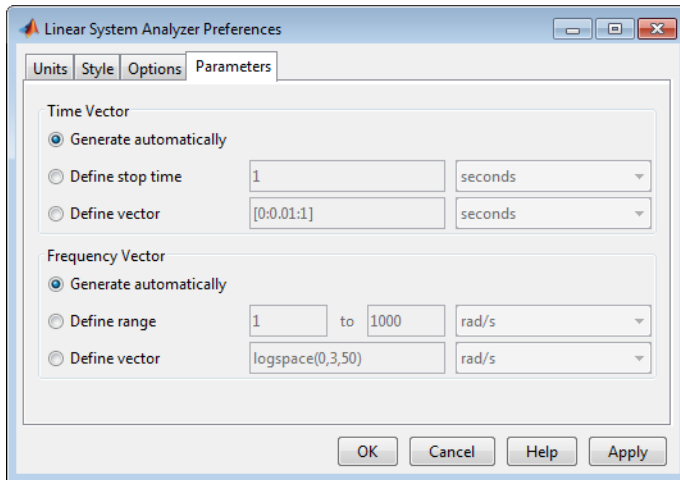 Linear System Analyzer Preferences
Units Style Options Parameters
Time Vector
Generate automatically
Define stop time 1 seconds
Define vector [0:0.01:1] seconds
Frequency Vector
Generate automatically
Define range 1 to 1000 rad/s
Define vector logspace(0,3,50) rad/s
OK Cancel Help Apply